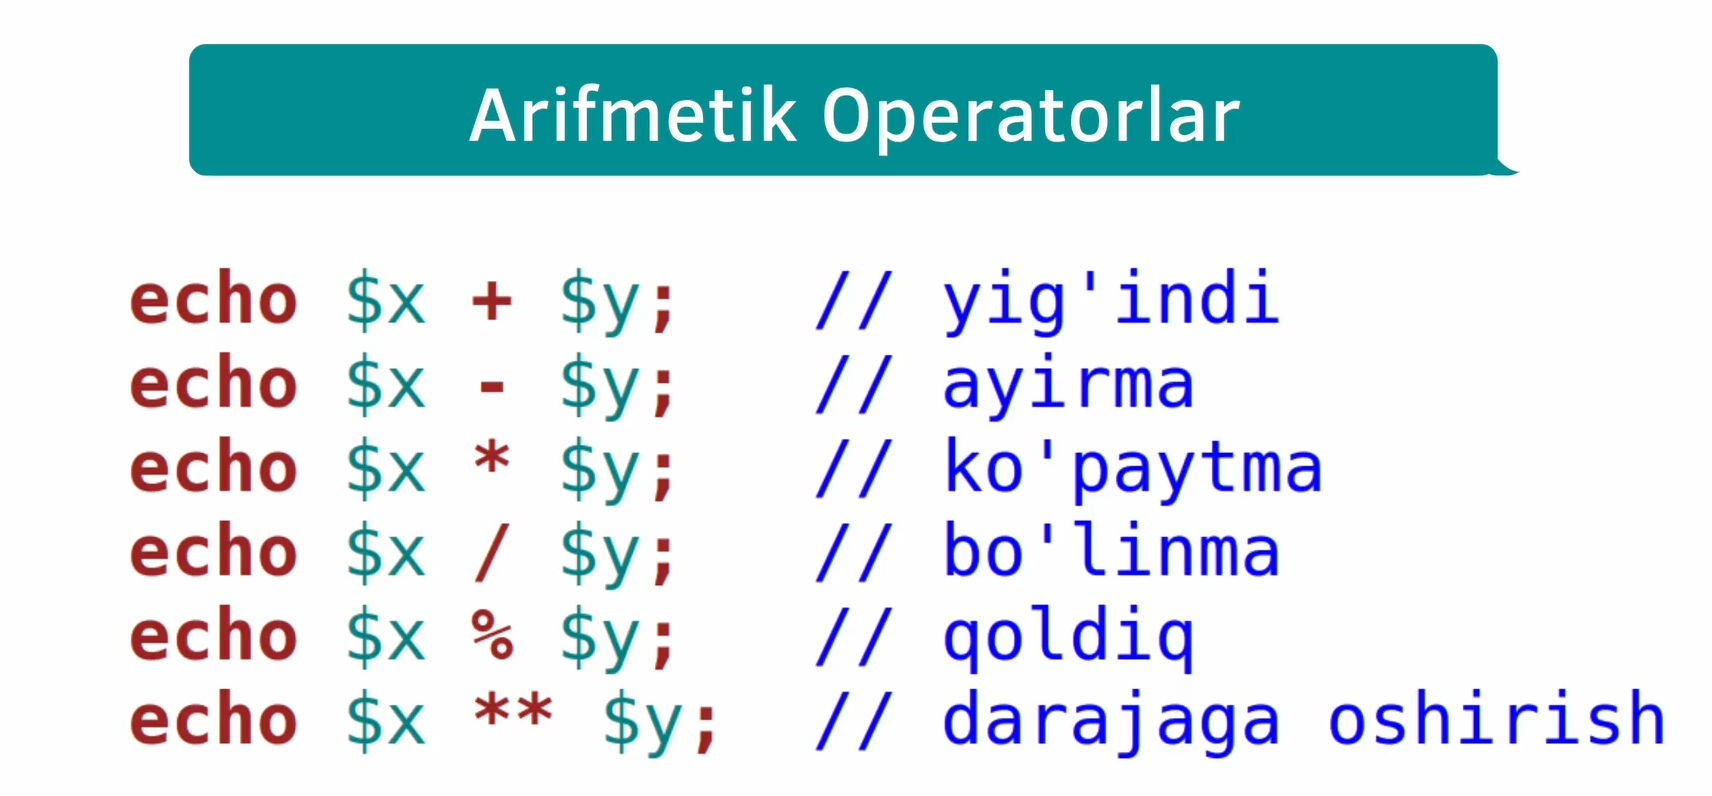 Arifmetik Operatorlar
echo $x + $y; // yig'indi
echo $x - $y; // ayirma
echo $x * $y; // ko'paytma
echo $x / $y; // bo'linma
echo $x % $y; // qoldiq
echo $x ** $y; // darajaga oshirish